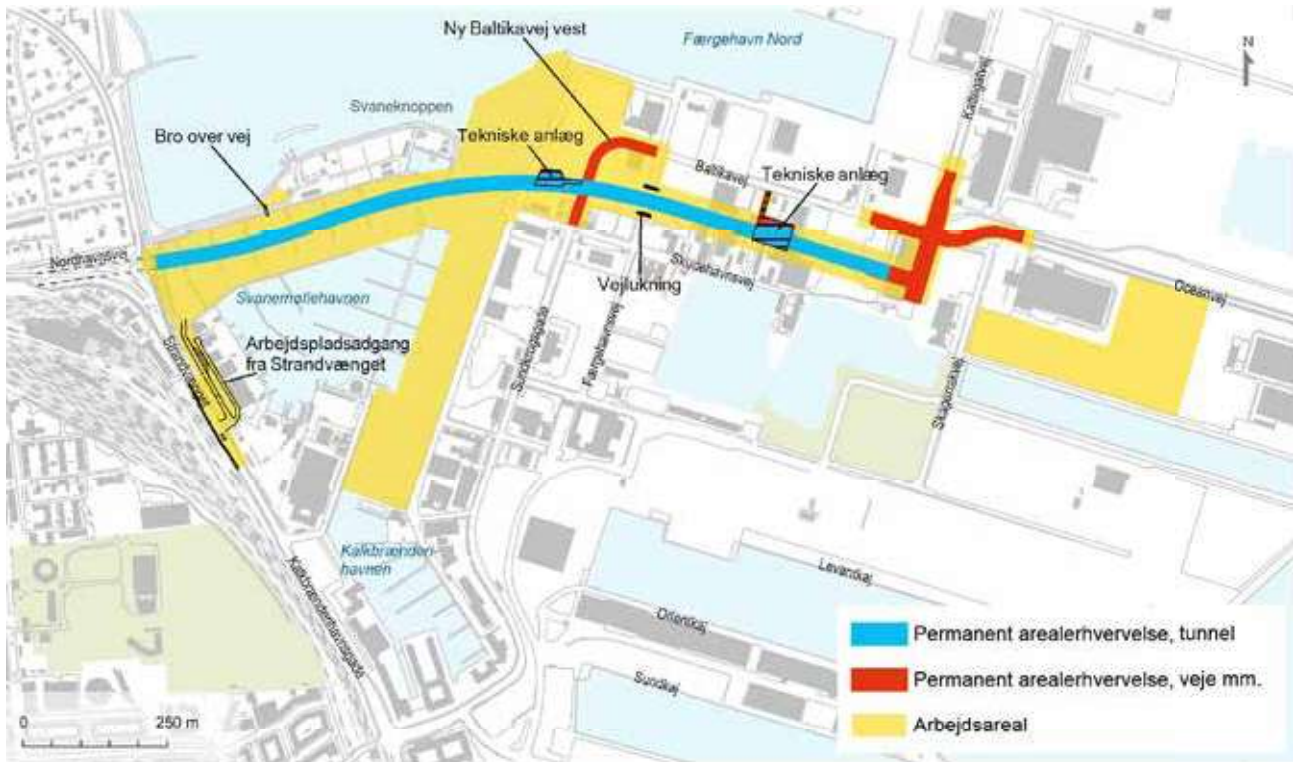 Ny Baltikavej vest
Færgehavn Nord
N
Kattegatvej
Svaneknoppen
Bro over vej
Tekniske anlæg
Baltikavej
Tekniske anlæg
Nordhavnsvej
Svanemøllehavnen
Vejlukning
Skudehavnsvej
Oceanvej
Strandvænget
Arbejdspladsadgang
fra Strandvænget
Sundkrogsgade
Færgehavnsvej
Skagerrakvej
Kalkbrænderihavnsgade
Kalkbrænderi-
havnen
Levantkaj
Orientkaj
Sundkaj
Permanent arealerhvervelse, tunnel
Permanent arealerhvervelse, veje mm.
Arbejdsareal
0
250 m